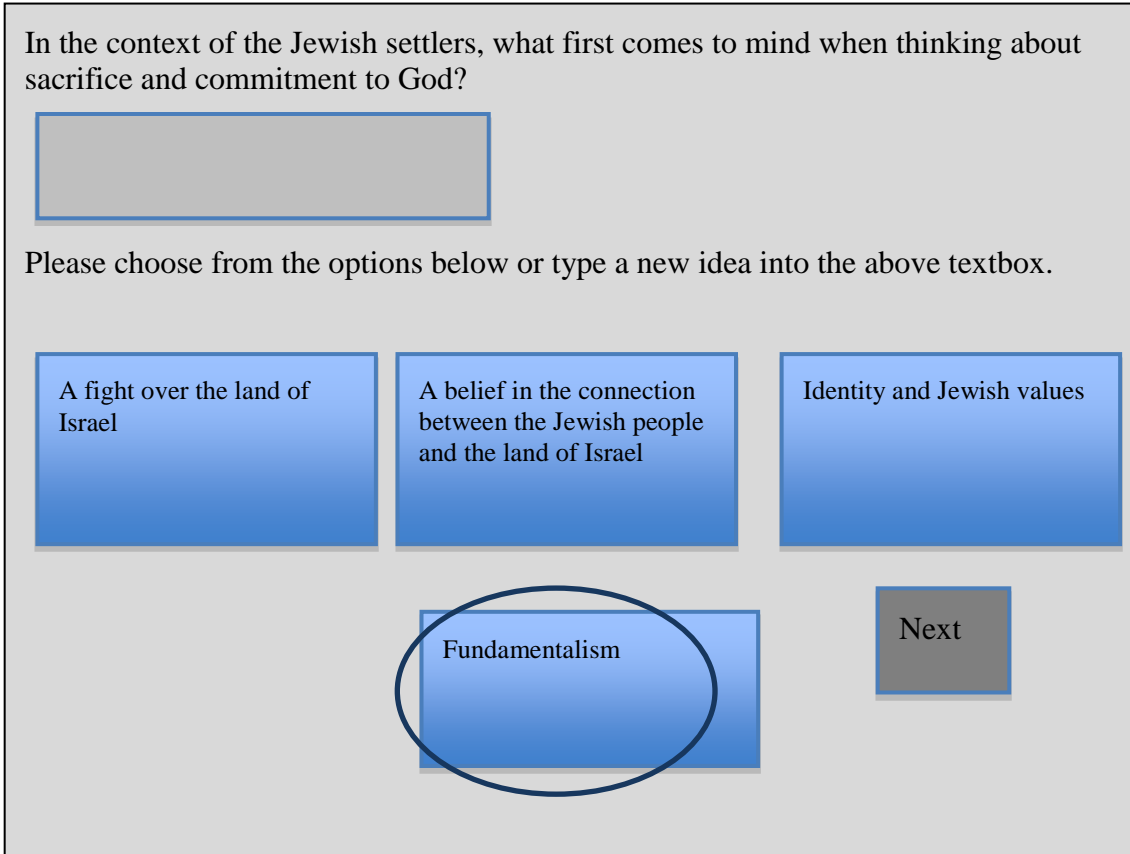 In the context of the Jewish settlers, what first comes to mind when thinking about
sacrifice and commitment to God?
Please choose from the options below or type a new idea into the above textbox.
A fight over the land of
Israel
A belief in the connection
between the Jewish people
and the land of Israel
Identity and Jewish values
Fundamentalism
Next